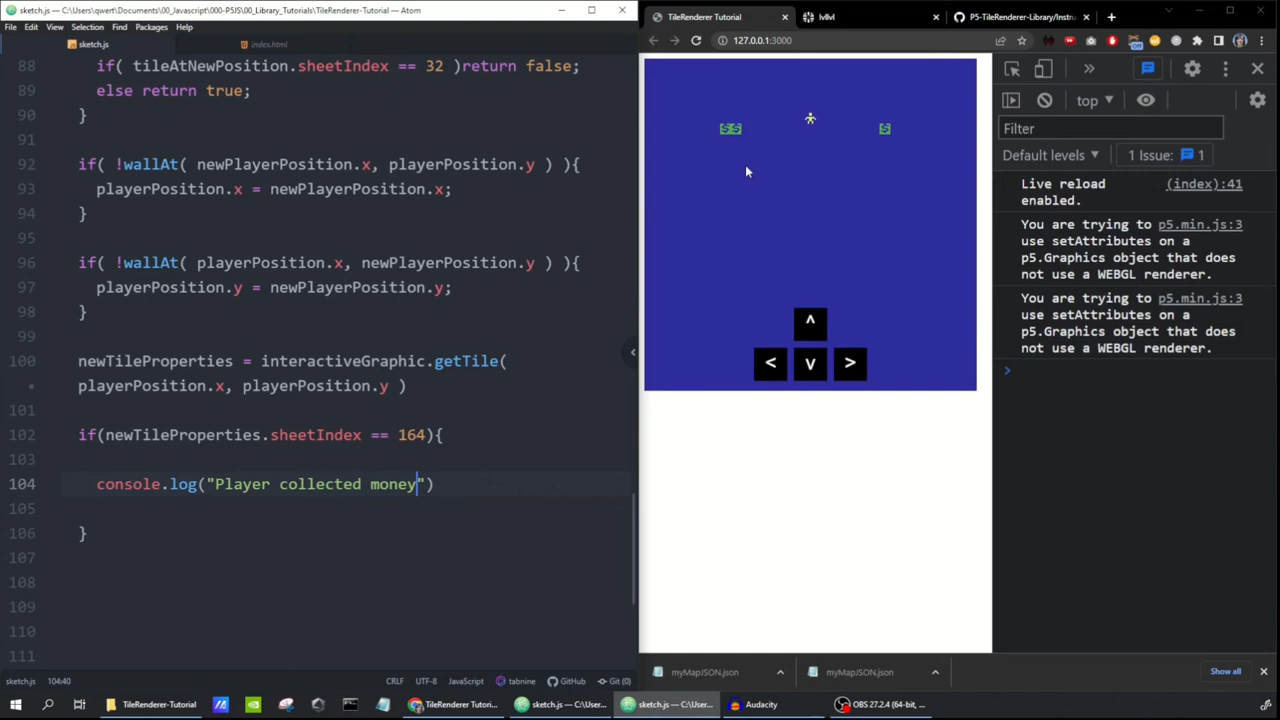 sketch.js — C:\Users\qwert\Documents\00_Javascript\000-P5JS\00_Library_Tutorials\TileRenderer-Tutorial — Atom
File Edit View Selection Find Packages Help
sketch.js
index.html
88 if( tileAtNewPosition.sheetIndex == 32 )return false;
89 else return true;
90 }
91
92 if( !wallAt( newPlayerPosition.x, playerPosition.y ) ){
93 playerPosition.x = newPlayerPosition.x;
94 }
95
96 if( !wallAt( playerPosition.x, newPlayerPosition.y ) ){
97 playerPosition.y = newPlayerPosition.y;
98 }
99
100 newTileProperties = interactiveGraphic.getTile(
• playerPosition.x, playerPosition.y )
101
102 if(newTileProperties.sheetIndex == 164){
103
104 console.log("Player collected money")
105
106 }
107
108
109
110
111
sketch.js 104:40 CRLF UTF-8 JavaScript tabnine GitHub Git (0)
TileRenderer Tutorial
lvllvl
P5-TileRenderer-Library/Instru
127.0.0.1:3000
$$ $
^
< v >
top
Filter
Default levels 1 Issue: 1
Live reload enabled. (index):41
You are trying to use setAttributes on a p5.Graphics object that does not use a WEBGL renderer. p5.min.js:3
You are trying to use setAttributes on a p5.Graphics object that does not use a WEBGL renderer. p5.min.js:3
myMapJSON.json
myMapJSON.json
Show all
TileRenderer-Tutorial
TileRenderer Tutori...
sketch.js — C:\Use...
sketch.js — C:\Use...
Audacity
OBS 27.2.4 (64-bit, ...